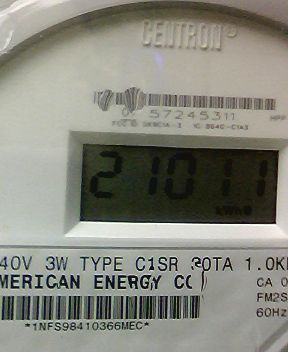 CENTRON®
57245311
21011
kWh
40V 3W TYPE C1SR 30TA 1.0K
MERICAN ENERGY CO
CA 0
FM2S
60Hz
*1NFS98410366MEC*